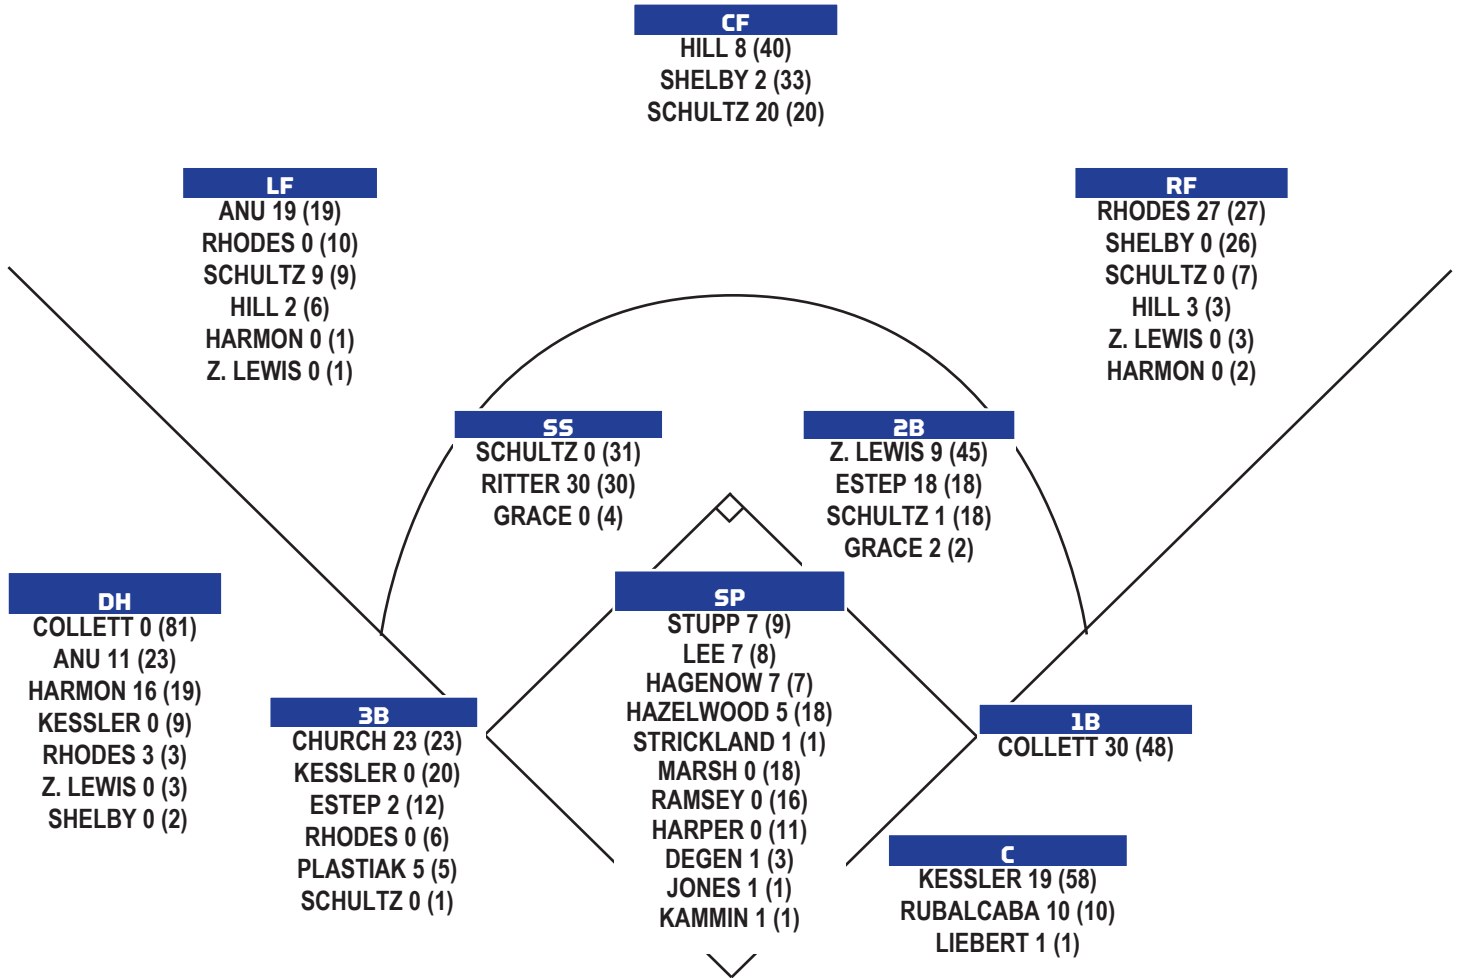 CF
HILL 8 (40)
SHELBY 2 (33)
SCHULTZ 20 (20)
LF
ANU 19 (19)
RHODES 0 (10)
SCHULTZ 9 (9)
HILL 2 (6)
HARMON 0 (1)
Z. LEWIS 0 (1)
RF
RHODES 27 (27)
SHELBY 0 (26)
SCHULTZ 0 (7)
HILL 3 (3)
Z. LEWIS 0 (3)
HARMON 0 (2)
SS
SCHULTZ 0 (31)
RITTER 30 (30)
GRACE 0 (4)
2B
Z. LEWIS 9 (45)
ESTEP 18 (18)
SCHULTZ 1 (18)
GRACE 2 (2)
DH
COLLETT 0 (81)
ANU 11 (23)
HARMON 16 (19)
KESSLER 0 (9)
RHODES 3 (3)
Z. LEWIS 0 (3)
SHELBY 0 (2)
3B
CHURCH 23 (23)
KESSLER 0 (20)
ESTEP 2 (12)
RHODES 0 (6)
PLASTIAK 5 (5)
SCHULTZ 0 (1)
SP
STUPP 7 (9)
LEE 7 (8)
HAGENOW 7 (7)
HAZELWOOD 5 (18)
STRICKLAND 1 (1)
MARSH 0 (18)
RAMSEY 0 (16)
HARPER 0 (11)
DEGEN 1 (3)
JONES 1 (1)
KAMMIN 1 (1)
1B
COLLETT 30 (48)
C
KESSLER 19 (58)
RUBALCABA 10 (10)
LIEBERT 1 (1)